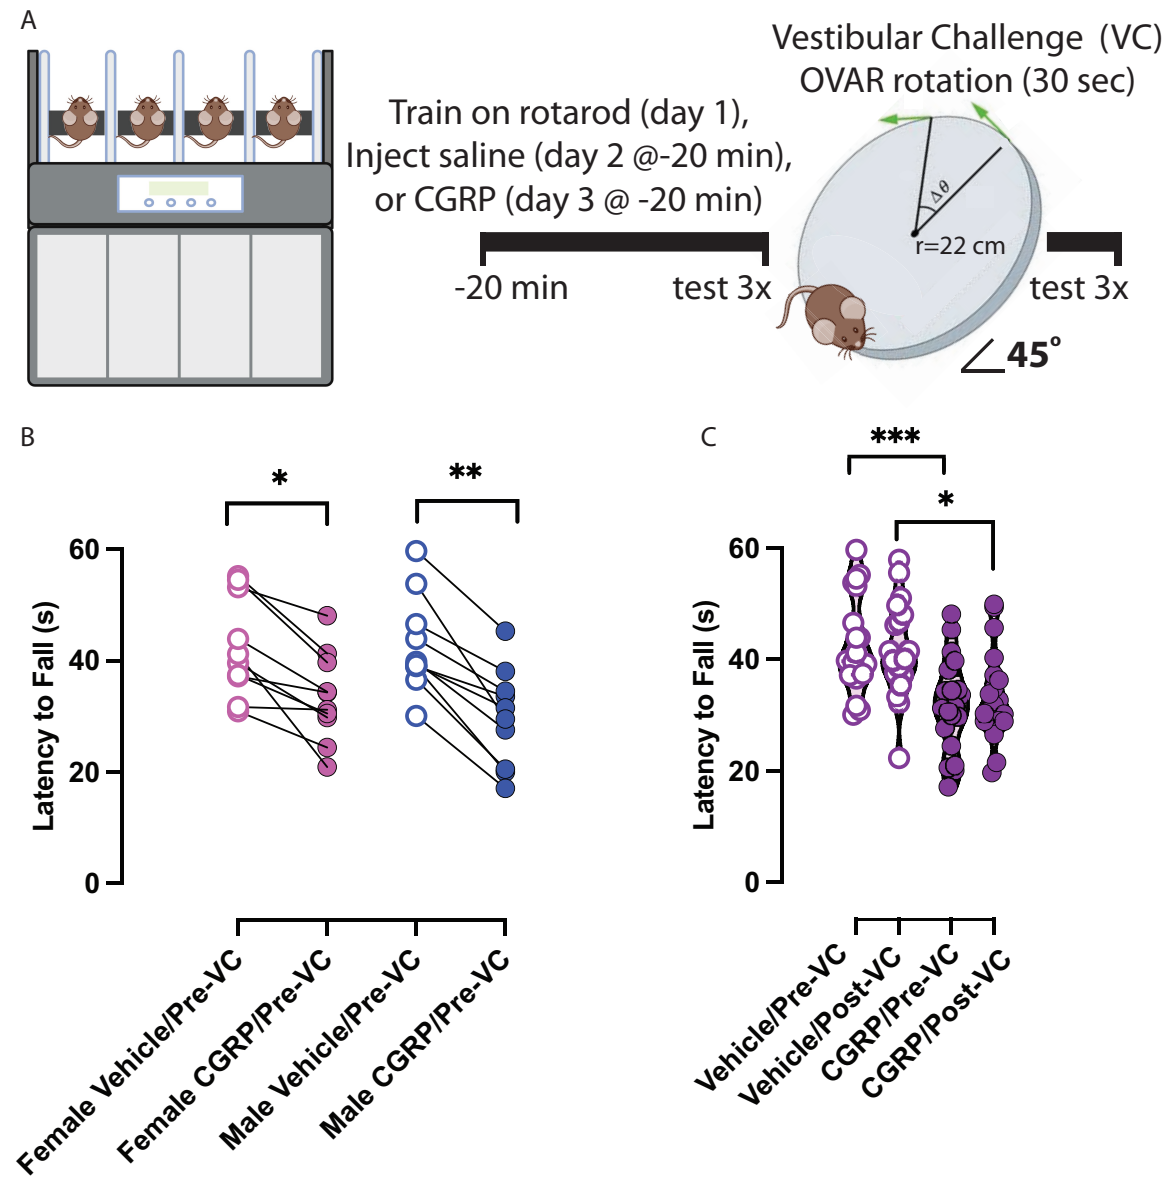 A
Vestibular Challenge (VC)
OVAR rotation (30 sec)
Train on rotarod (day 1),
Inject saline (day 2 @-20 min),
or CGRP (day 3 @ -20 min)
Δθ
r=22 cm
-20 min
test 3x
test 3x
45°
B
*
**
60
40
20
0
Latency to Fall (s)
Female Vehicle/Pre-VC
Female CGRP/Pre-VC
Male Vehicle/Pre-VC
Male CGRP/Pre-VC
C
***
*
60
40
20
0
Latency to Fall (s)
Vehicle/Pre-VC
Vehicle/Post-VC
CGRP/Pre-VC
CGRP/Post-VC